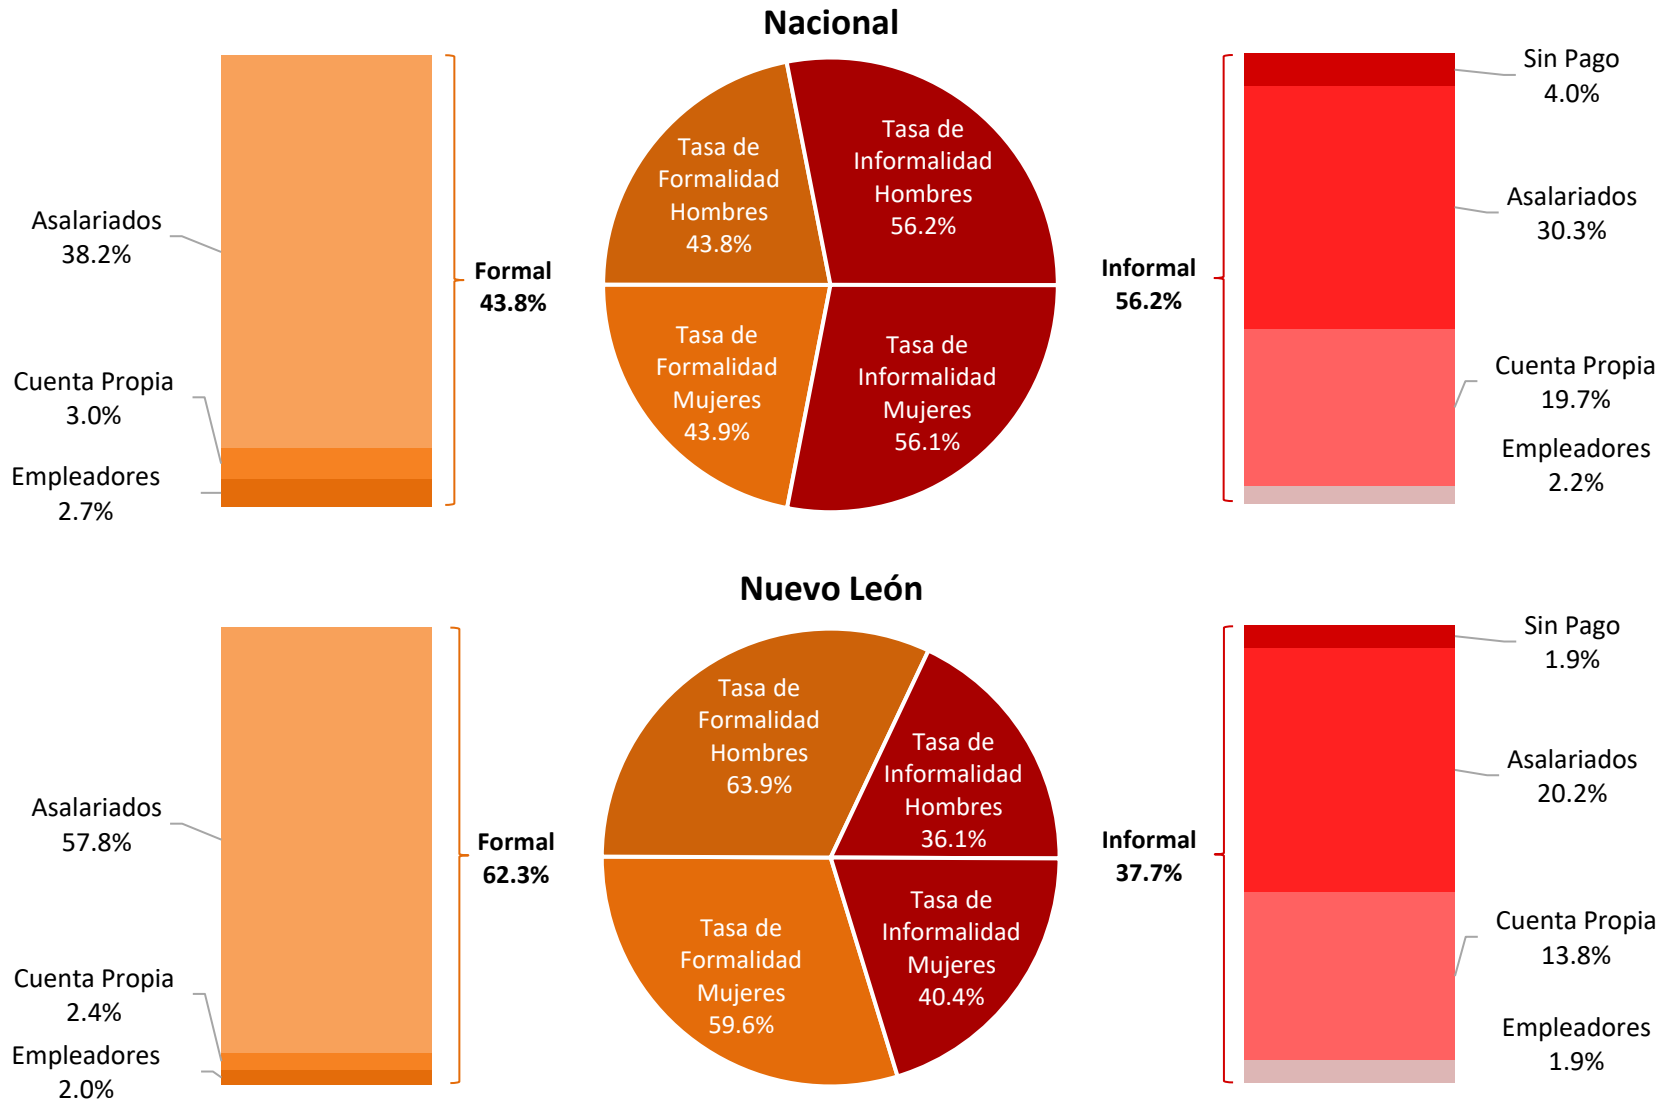 Nacional
Asalariados
38.2%
Cuenta Propia
3.0%
Empleadores
2.7%
Formal
43.8%
Tasa de
Formalidad
Hombres
43.8%
Tasa de
Informalidad
Hombres
56.2%
Tasa de
Formalidad
Mujeres
43.9%
Tasa de
Informalidad
Mujeres
56.1%
Informal
56.2%
Sin Pago
4.0%
Asalariados
30.3%
Cuenta Propia
19.7%
Empleadores
2.2%
Nuevo León
Asalariados
57.8%
Cuenta Propia
2.4%
Empleadores
2.0%
Formal
62.3%
Tasa de
Formalidad
Hombres
63.9%
Tasa de
Informalidad
Hombres
36.1%
Tasa de
Formalidad
Mujeres
59.6%
Tasa de
Informalidad
Mujeres
40.4%
Informal
37.7%
Sin Pago
1.9%
Asalariados
20.2%
Cuenta Propia
13.8%
Empleadores
1.9%